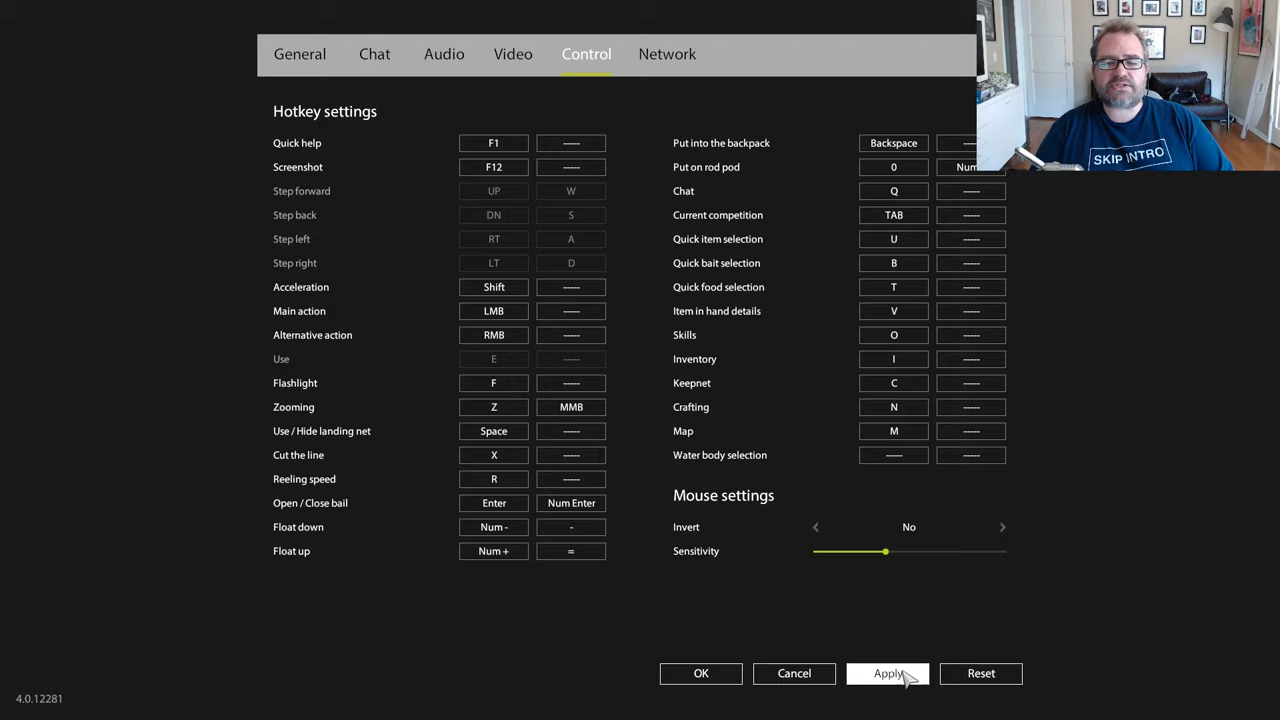 General Chat Audio Video Control Network
SKIP INTRO
Hotkey settings
Quick help F1 -----
Screenshot F12 -----
Step forward UP W
Step back DN S
Step left RT A
Step right LT D
Acceleration Shift -----
Main action LMB -----
Alternative action RMB -----
Use E -----
Flashlight F -----
Zooming Z MMB
Use / Hide landing net Space -----
Cut the line X -----
Reeling speed R -----
Open / Close bail Enter Num Enter
Float down Num - -
Float up Num + =
Put into the backpack Backspace ---
Put on rod pod 0 Num
Chat Q -----
Current competition TAB -----
Quick item selection U -----
Quick bait selection B -----
Quick food selection T -----
Item in hand details V -----
Skills O -----
Inventory I -----
Keepnet C -----
Crafting N -----
Map M -----
Water body selection ----- -----
Mouse settings
Invert No
Sensitivity
OK Cancel Apply Reset
4.0.12281